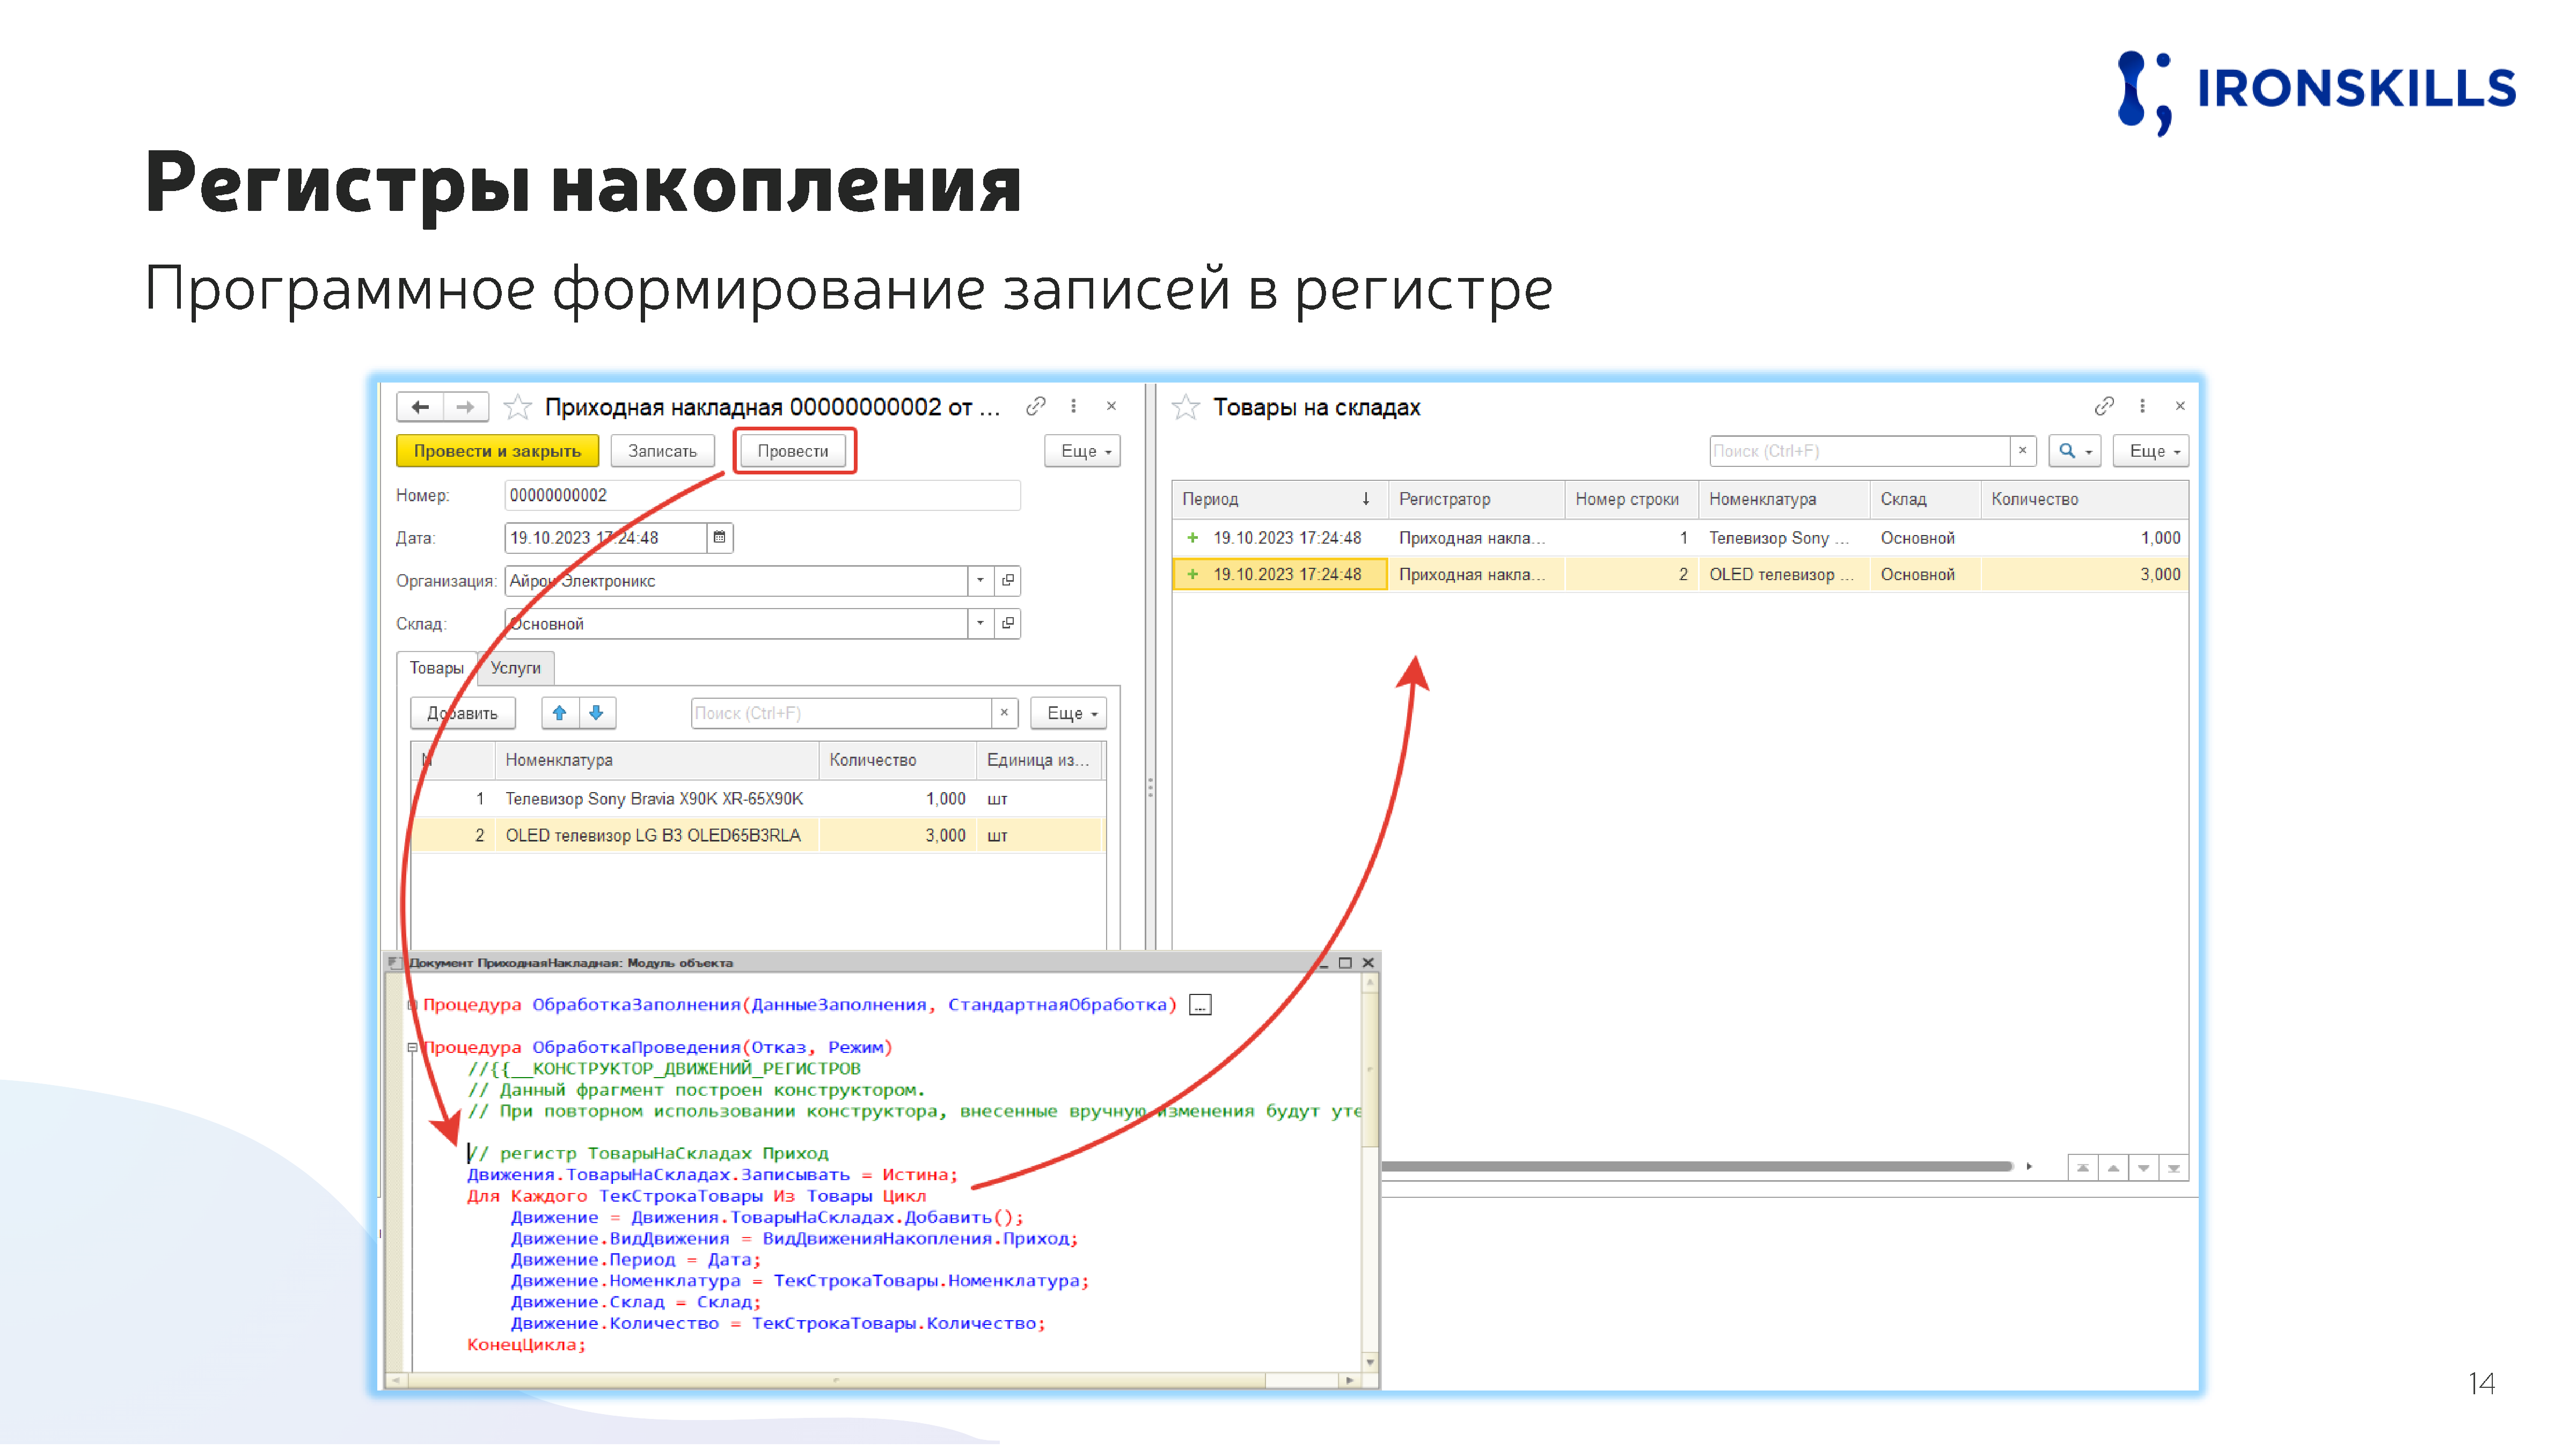 IRONSKILLS
Регистры накопления
Программное формирование записей в регистре
Приходная накладная 00000000002 от ...
Провести и закрыть
Записать
Провести
Еще
Номер:
00000000002
Дата:
19.10.2023 17:24:48
Организация:
Айрон Электроникс
Склад:
Основной
Товары
Услуги
Добавить
Поиск (Ctrl+F)
Еще
N Номенклатура Количество Единица из...
1 Телевизор Sony Bravia X90K XR-65X90K 1,000 шт
2 OLED телевизор LG B3 OLED65B3RLA 3,000 шт
Товары на складах
Поиск (Ctrl+F)
Еще
Период Регистратор Номер строки Номенклатура Склад Количество
19.10.2023 17:24:48 Приходная накла... 1 Телевизор Sony ... Основной 1,000
19.10.2023 17:24:48 Приходная накла... 2 OLED телевизор ... Основной 3,000
Документ ПриходнаяНакладная: Модуль объекта
Процедура ОбработкаЗаполнения(ДанныеЗаполнения, СтандартнаяОбработка) ...
Процедура ОбработкаПроведения(Отказ, Режим)
//{{__КОНСТРУКТОР_ДВИЖЕНИЙ_РЕГИСТРОВ
// Данный фрагмент построен конструктором.
// При повторном использовании конструктора, внесенные вручную изменения будут уте
// регистр ТоварыНаСкладах Приход
Движения.ТоварыНаСкладах.Записывать = Истина;
Для Каждого ТекСтрокаТовары Из Товары Цикл
Движение = Движения.ТоварыНаСкладах.Добавить();
Движение.ВидДвижения = ВидДвиженияНакопления.Приход;
Движение.Период = Дата;
Движение.Номенклатура = ТекСтрокаТовары.Номенклатура;
Движение.Склад = Склад;
Движение.Количество = ТекСтрокаТовары.Количество;
КонецЦикла;
14